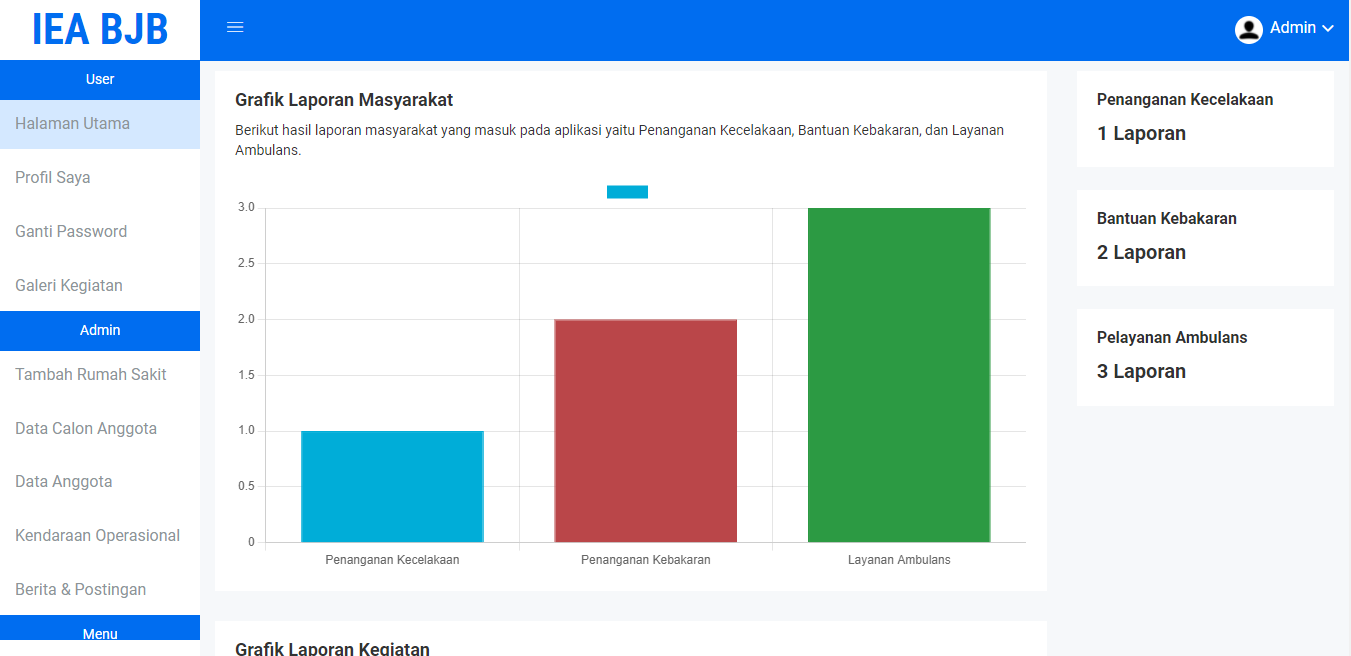 IEA BJB
Admin
User
Halaman Utama
Profil Saya
Ganti Password
Galeri Kegiatan
Admin
Tambah Rumah Sakit
Data Calon Anggota
Data Anggota
Kendaraan Operasional
Berita & Postingan
Menu
Grafik Laporan Masyarakat
Berikut hasil laporan masyarakat yang masuk pada aplikasi yaitu Penanganan Kecelakaan, Bantuan Kebakaran, dan Layanan
Ambulans.
3.0
2.5
2.0
1.5
1.0
0.5
0
Penanganan Kecelakaan
Penanganan Kebakaran
Layanan Ambulans
Grafik Laporan Kegiatan
Penanganan Kecelakaan
1 Laporan
Bantuan Kebakaran
2 Laporan
Pelayanan Ambulans
3 Laporan